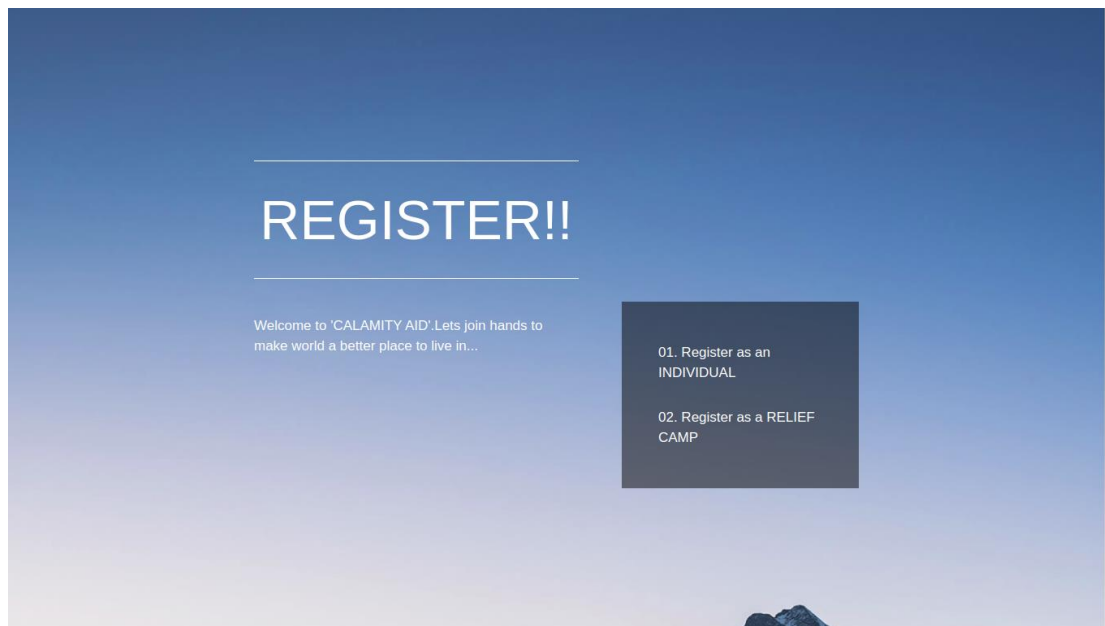 REGISTER!!
Welcome to 'CALAMITY AID'.Lets join hands to
make world a better place to live in...
01. Register as an
INDIVIDUAL
02. Register as a RELIEF
CAMP